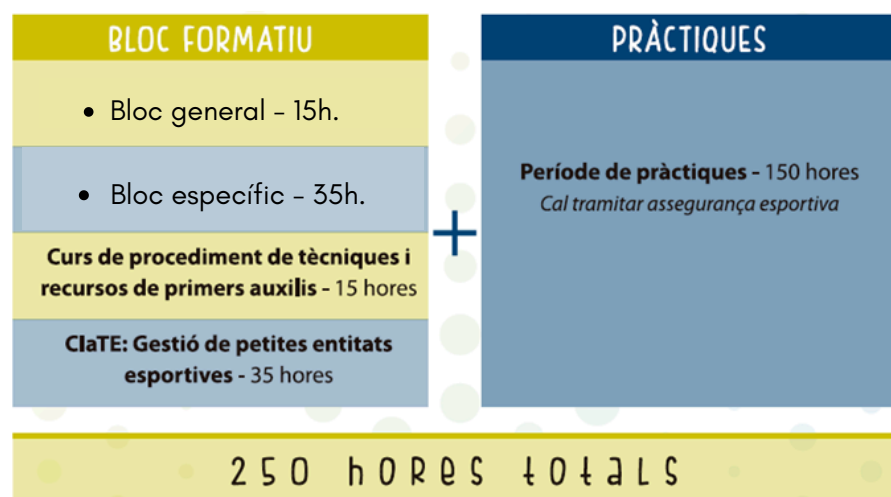 BLOC FORMATIU
• Bloc general - 15h.
• Bloc específic - 35h.
Curs de procediment de tècniques i
recursos de primers auxilis - 15 hores
CIaTE: Gestió de petites entitats
esportives - 35 hores
+
PRÀCTIQUES
Període de pràctiques - 150 hores
Cal tramitar assegurança esportiva
250 hores totals